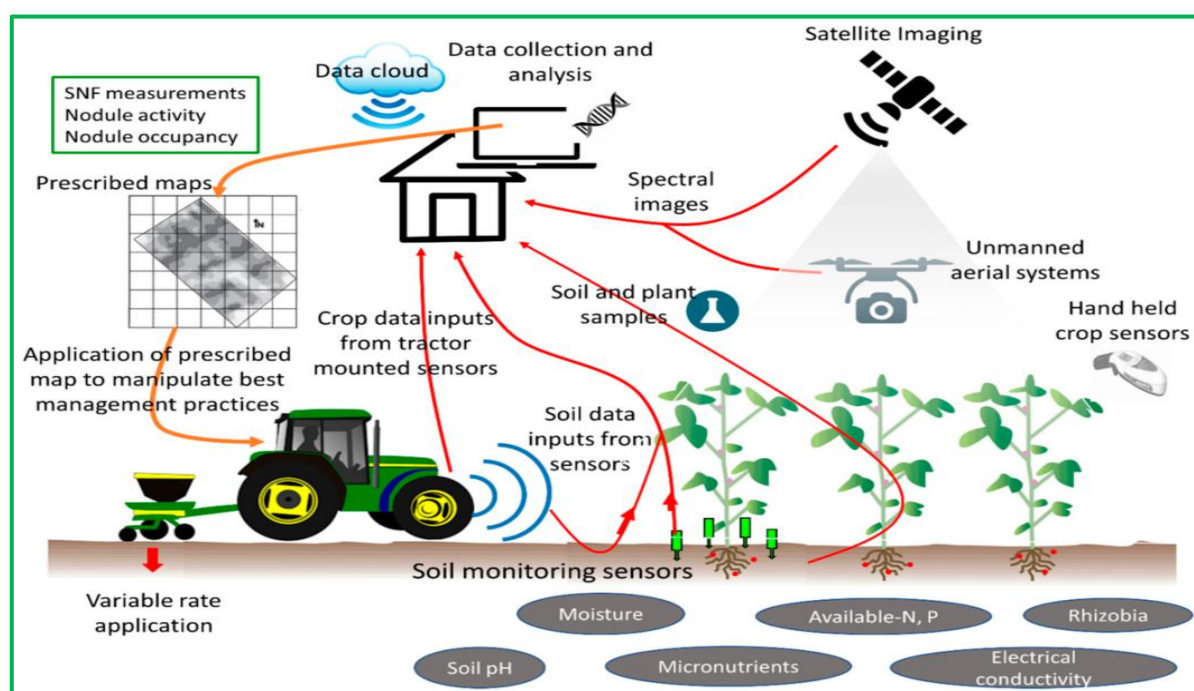 Satellite Imaging
Data collection and
analysis
Data cloud
SNF measurements
Nodule activity
Nodule occupancy
Prescribed maps
N
Spectral
images
Unmanned
aerial systems
Soil and plant
samples
Hand held
crop sensors
Crop data inputs
from tractor
mounted sensors
Application of prescribed
map to manipulate best
management practices
Soil data
inputs from
sensors
Soil monitoring sensors
Variable rate
application
Moisture
Available-N, P
Rhizobia
Soil pH
Micronutrients
Electrical
conductivity